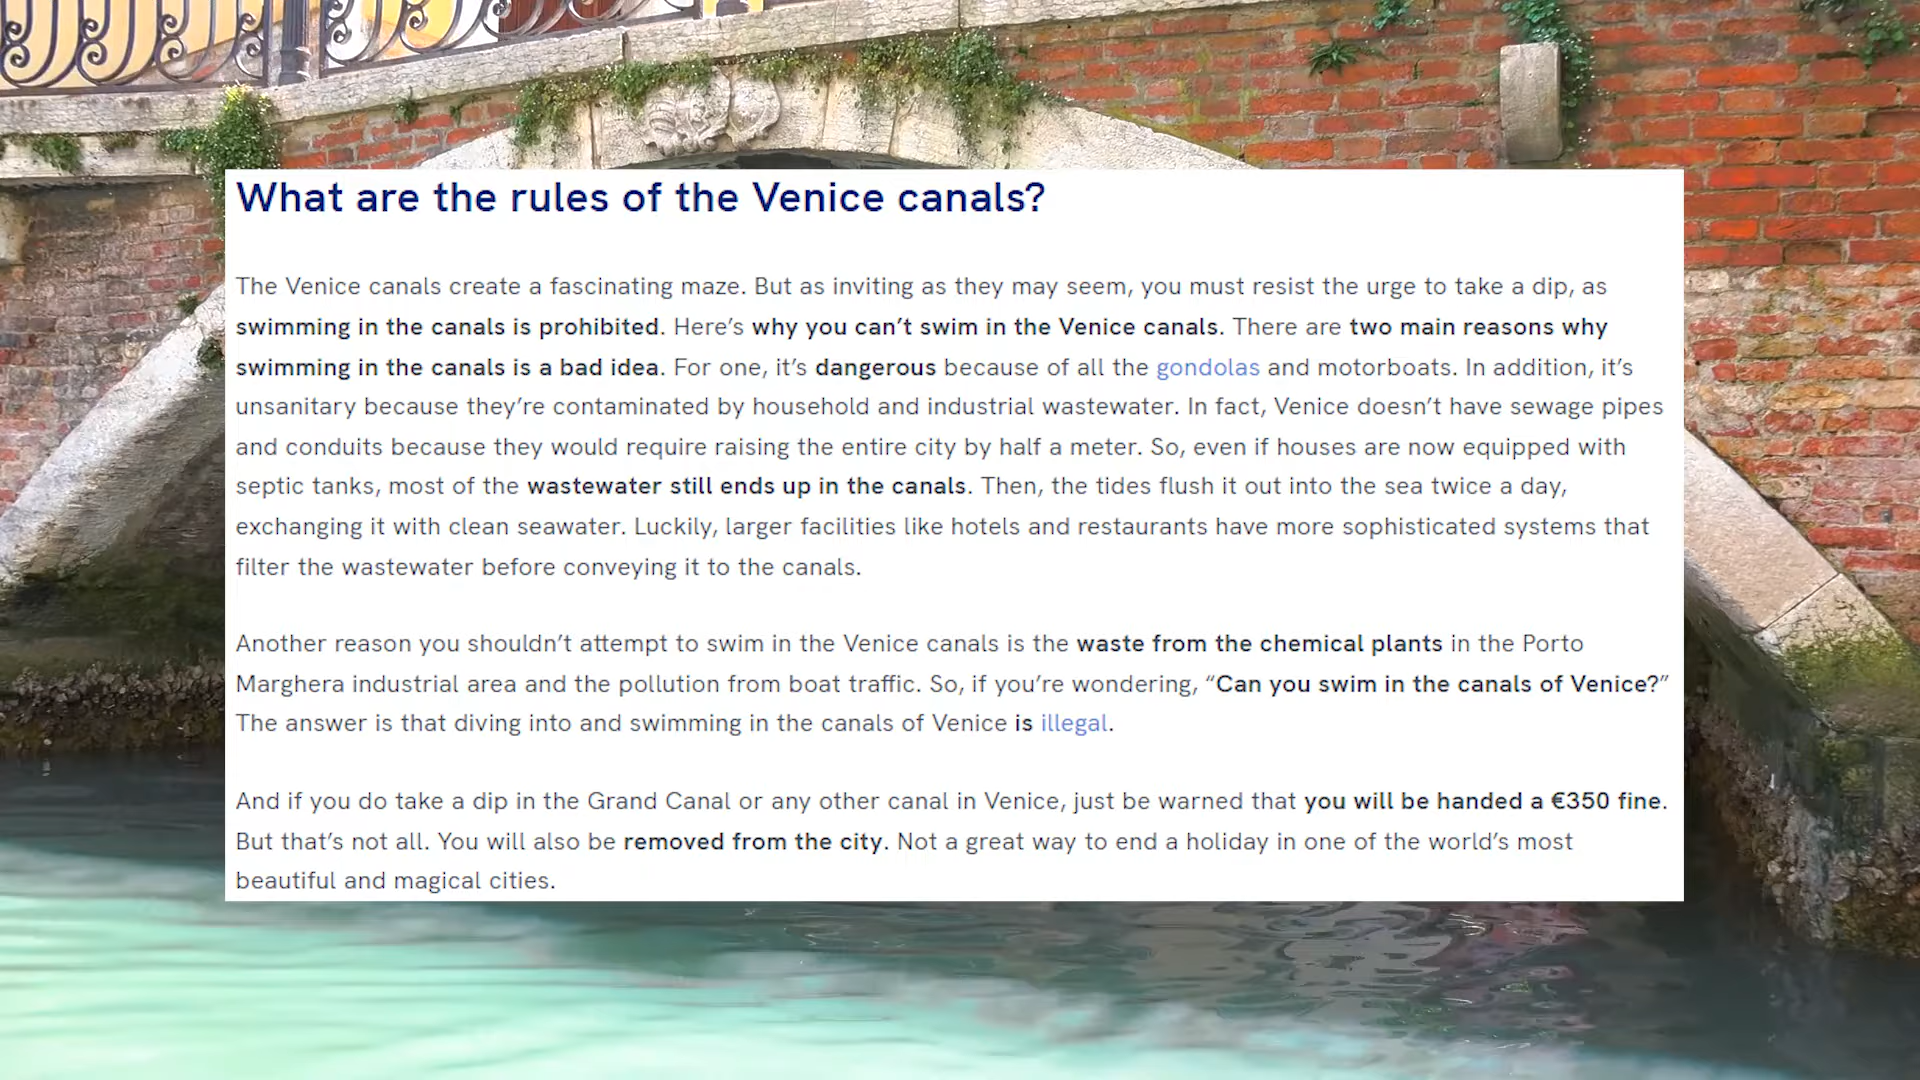 What are the rules of the Venice canals?
The Venice canals create a fascinating maze. But as inviting as they may seem, you must resist the urge to take a dip, as
swimming in the canals is prohibited. Here’s why you can’t swim in the Venice canals. There are two main reasons why
swimming in the canals is a bad idea. For one, it’s dangerous because of all the gondolas and motorboats. In addition, it’s
unsanitary because they’re contaminated by household and industrial wastewater. In fact, Venice doesn’t have sewage pipes
and conduits because they would require raising the entire city by half a meter. So, even if houses are now equipped with
septic tanks, most of the wastewater still ends up in the canals. Then, the tides flush it out into the sea twice a day,
exchanging it with clean seawater. Luckily, larger facilities like hotels and restaurants have more sophisticated systems that
filter the wastewater before conveying it to the canals.
Another reason you shouldn’t attempt to swim in the Venice canals is the waste from the chemical plants in the Porto
Marghera industrial area and the pollution from boat traffic. So, if you’re wondering, “Can you swim in the canals of Venice?”
The answer is that diving into and swimming in the canals of Venice is illegal.
And if you do take a dip in the Grand Canal or any other canal in Venice, just be warned that you will be handed a €350 fine.
But that’s not all. You will also be removed from the city. Not a great way to end a holiday in one of the world’s most
beautiful and magical cities.